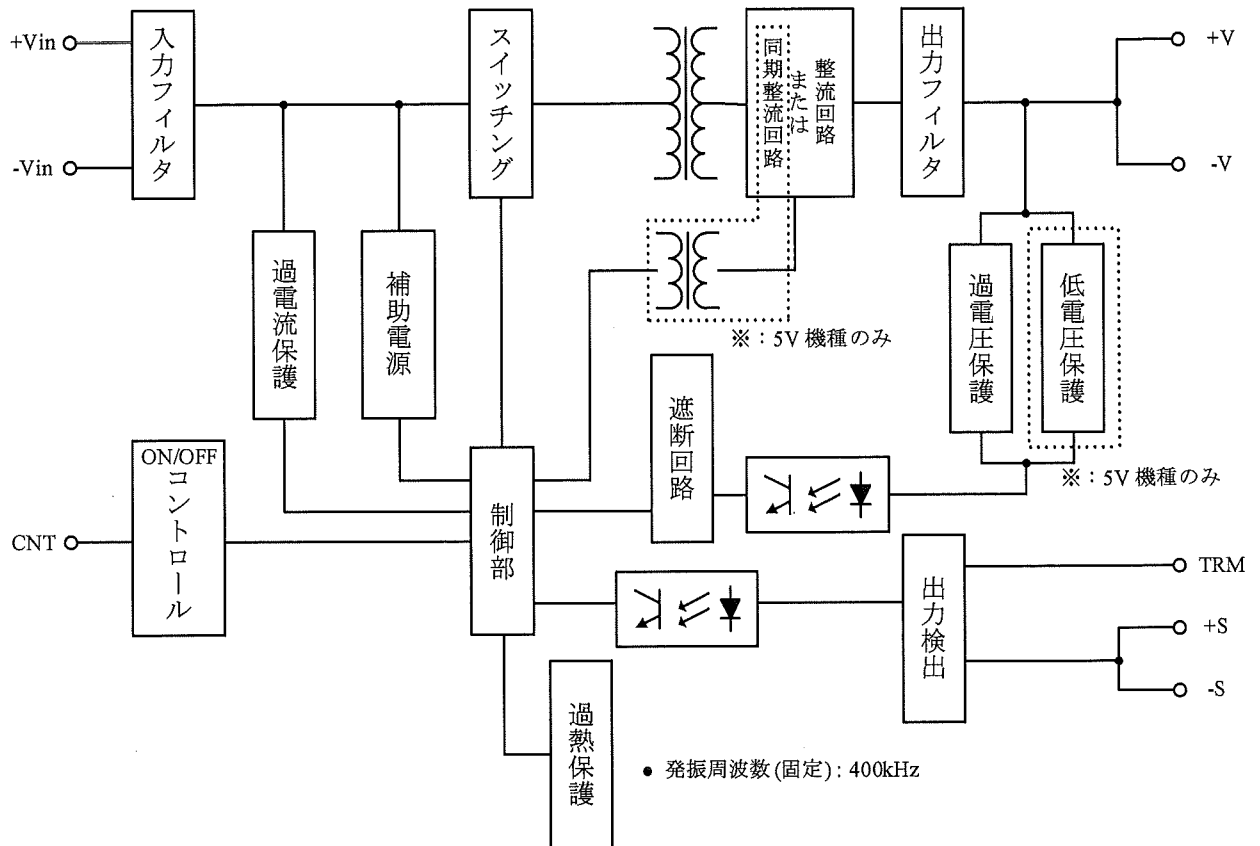 +Vin
-Vin
入力フィルタ
スイッチング
同期整流回路
または
整流回路
出力フィルタ
+V
-V
過電流保護
補助電源
※：5V 機種のみ
過電圧保護
低電圧保護
※：5V 機種のみ
遮断回路
CNT
ON/OFF
コントロール
制御部
出力検出
TRM
+S
-S
過熱保護
● 発振周波数(固定) : 400kHz